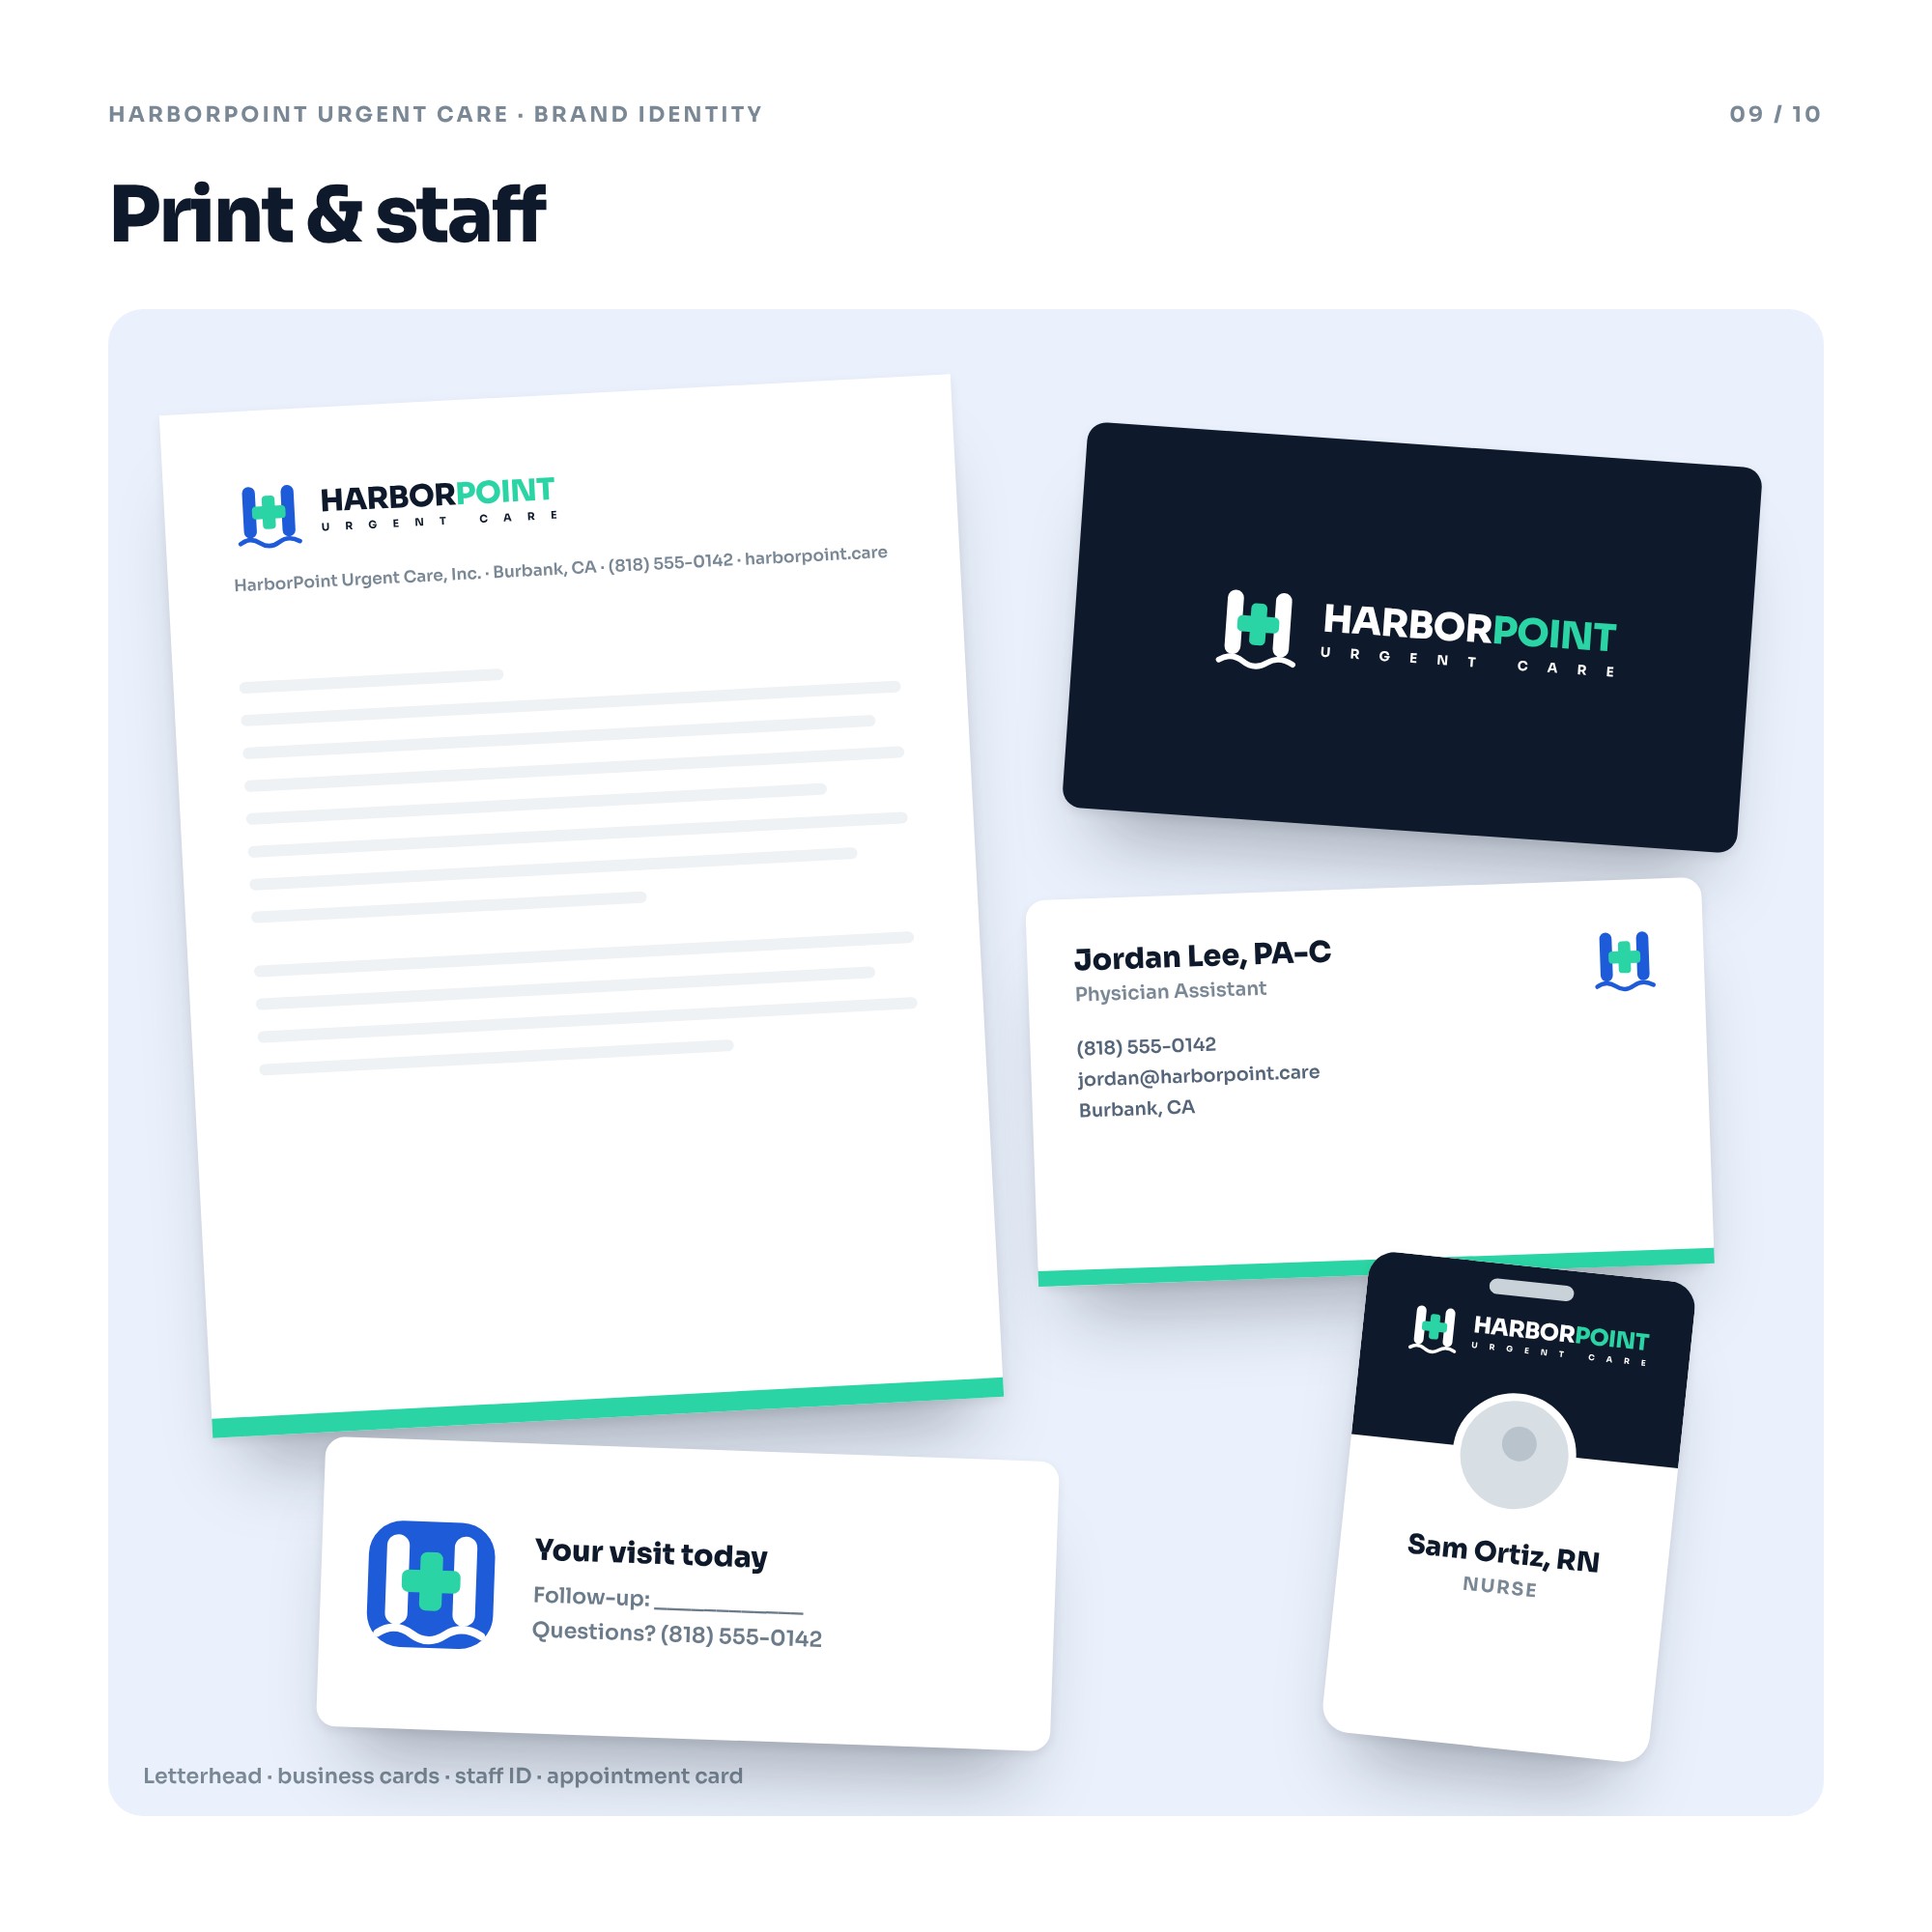 HARBORPOINT URGENT CARE · BRAND IDENTITY
09 / 10
Print & staff
HARBORPOINT
URGENT CARE
HarborPoint Urgent Care, Inc. · Burbank, CA · (818) 555-0142 · harborpoint.care
HARBORPOINT
URGENT CARE
Jordan Lee, PA-C
Physician Assistant
(818) 555-0142
jordan@harborpoint.care
Burbank, CA
HARBORPOINT
URGENT CARE
Sam Ortiz, RN
NURSE
Your visit today
Follow-up: ____________
Questions? (818) 555-0142
Letterhead · business cards · staff ID · appointment card